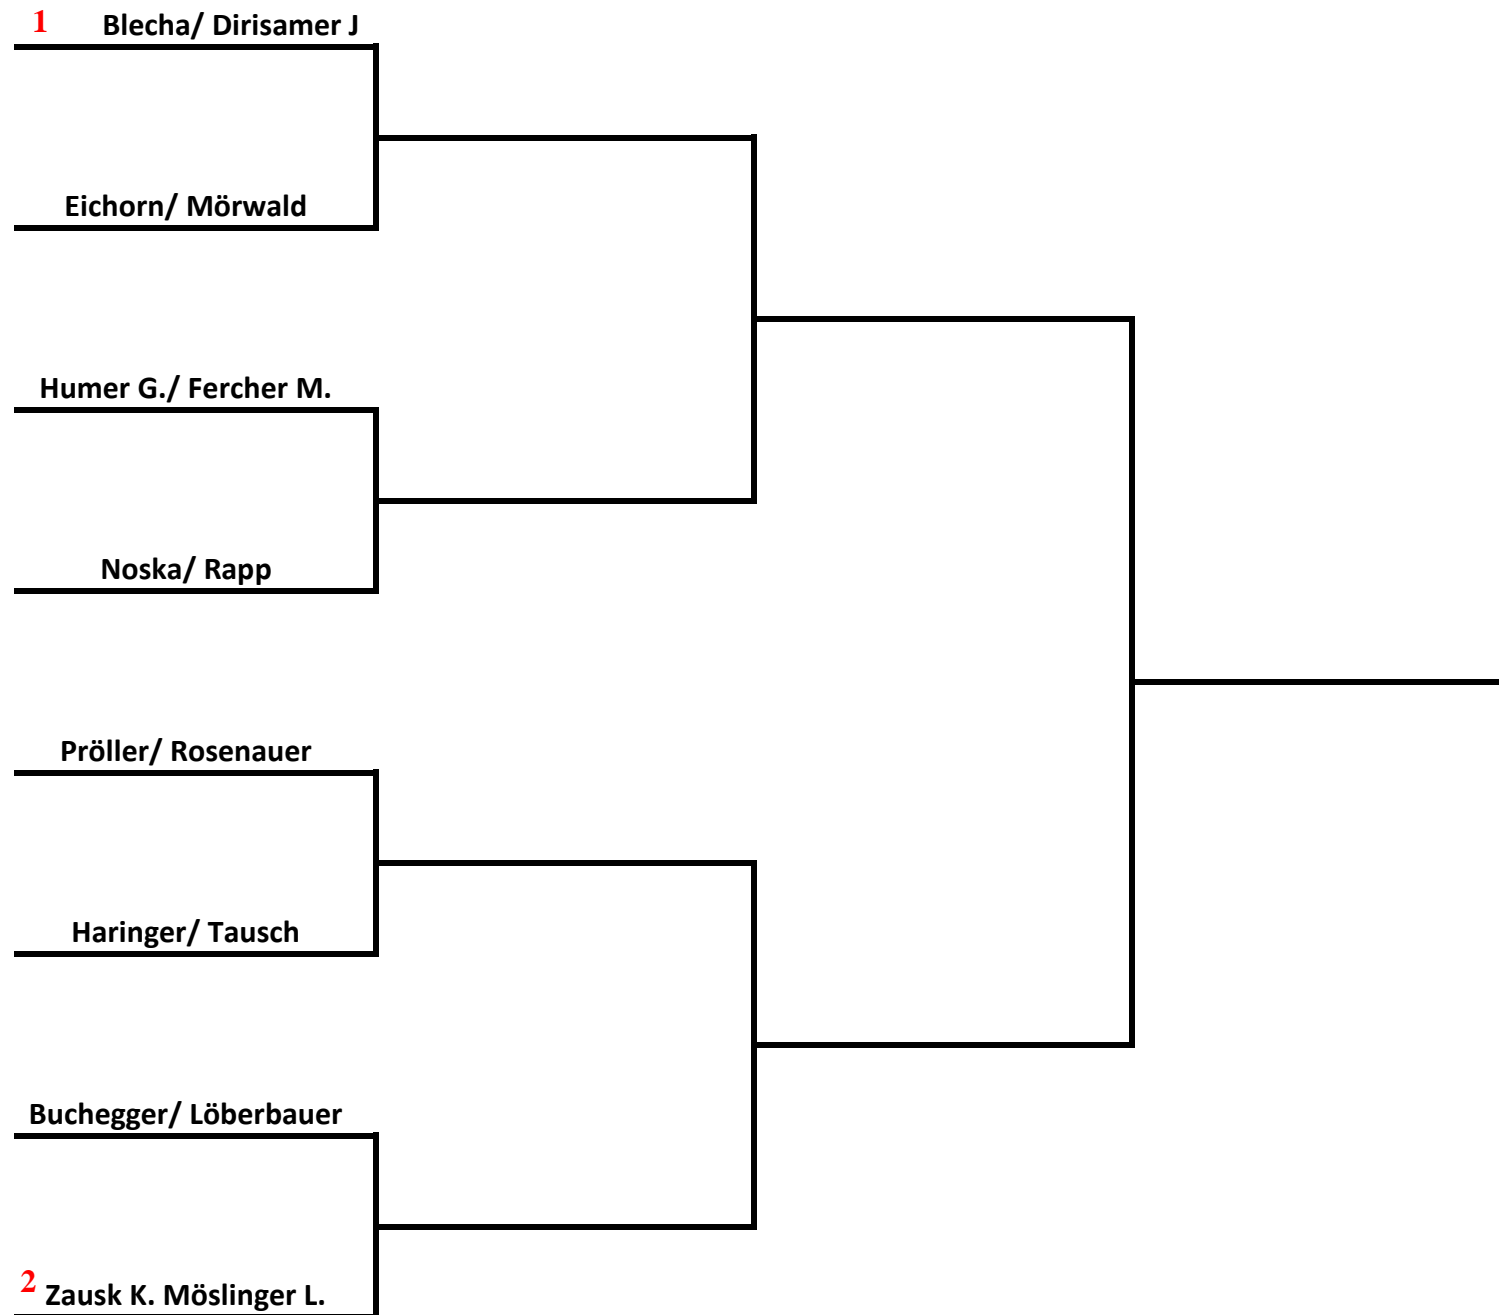 1 Blecha/ Dirisamer J
Eichorn/ Mörwald
Humer G./ Fercher M.
Noska/ Rapp
Pröller/ Rosenauer
Haringer/ Tausch
Buchegger/ Löberbauer
2 Zausk K. Möslinger L.